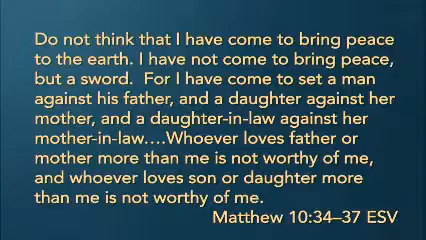 Do not think that I have come to bring peace
to the earth. I have not come to bring peace,
but a sword.  For I have come to set a man
against his father, and a daughter against her
mother, and a daughter-in-law against her
mother-in-law….Whoever loves father or
mother more than me is not worthy of me,
and whoever loves son or daughter more
than me is not worthy of me.
Matthew 10:34–37 ESV